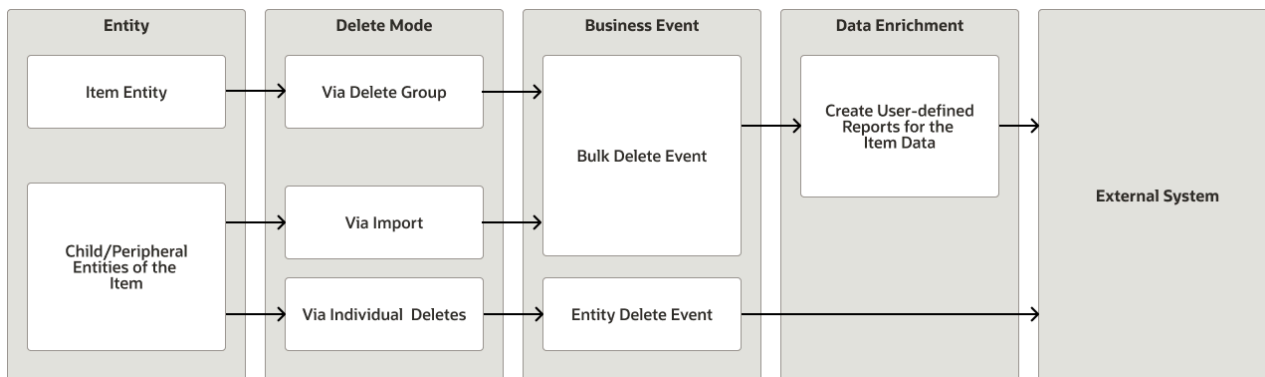 Entity
Delete Mode
Business Event
Data Enrichment
Item Entity
Via Delete Group
Bulk Delete Event
Create User-defined
Reports for the
Item Data
External System
Child/Peripheral
Entities of the
Item
Via Import
Via Individual Deletes
Entity Delete Event